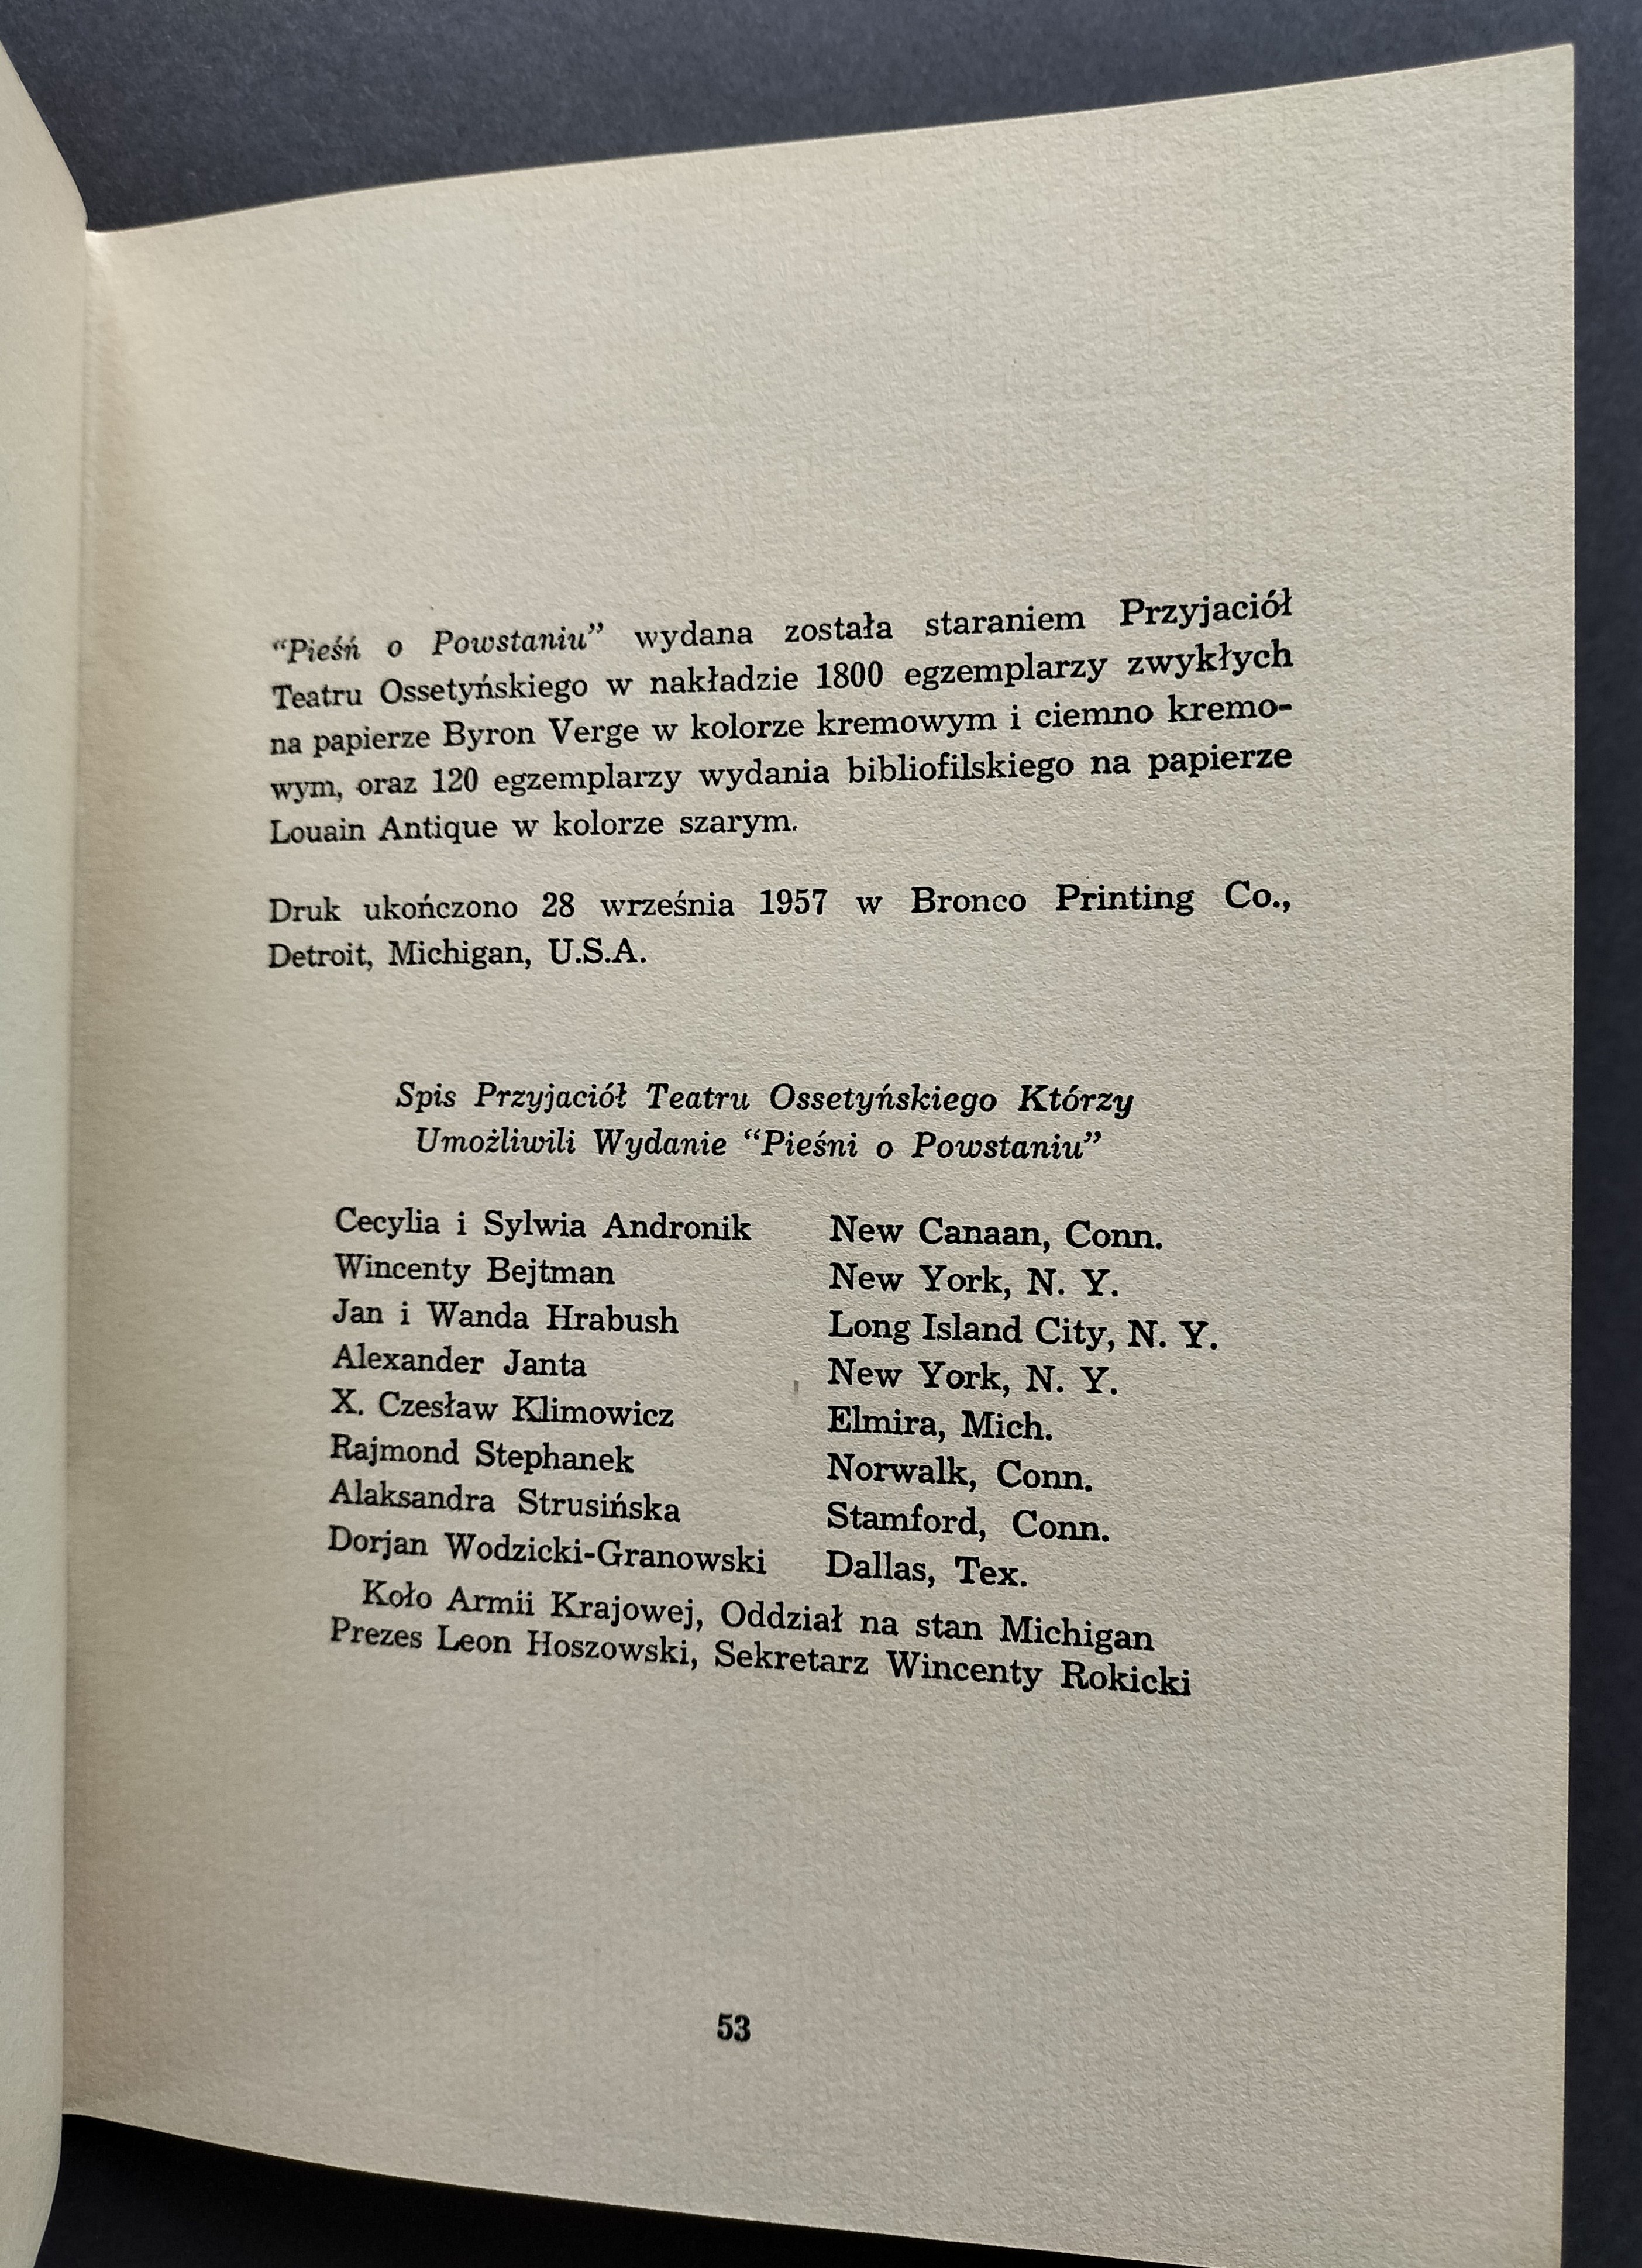 “Pieśń o Powstaniu” wydana została staraniem Przyjaciół
Teatru Ossetyńskiego w nakładzie 1800 egzemplarzy zwykłych
na papierze Byron Verge w kolorze kremowym i ciemno kremo-
wym, oraz 120 egzemplarzy wydania bibliofilskiego na papierze
Louain Antique w kolorze szarym.
Druk ukończono 28 września 1957 w Bronco Printing Co.,
Detroit, Michigan, U.S.A.
Spis Przyjaciół Teatru Ossetyńskiego Którzy
Umożliwili Wydanie “Pieśni o Powstaniu”
Cecylia i Sylwia Andronik New Canaan, Conn.
Wincenty Bejtman New York, N. Y.
Jan i Wanda Hrabush Long Island City, N. Y.
Alexander Janta New York, N. Y.
X. Czesław Klimowicz Elmira, Mich.
Rajmond Stephanek Norwalk, Conn.
Alaksandra Strusińska Stamford, Conn.
Dorjan Wodzicki-Granowski Dallas, Tex.
Koło Armii Krajowej, Oddział na stan Michigan
Prezes Leon Hoszowski, Sekretarz Wincenty Rokicki
53